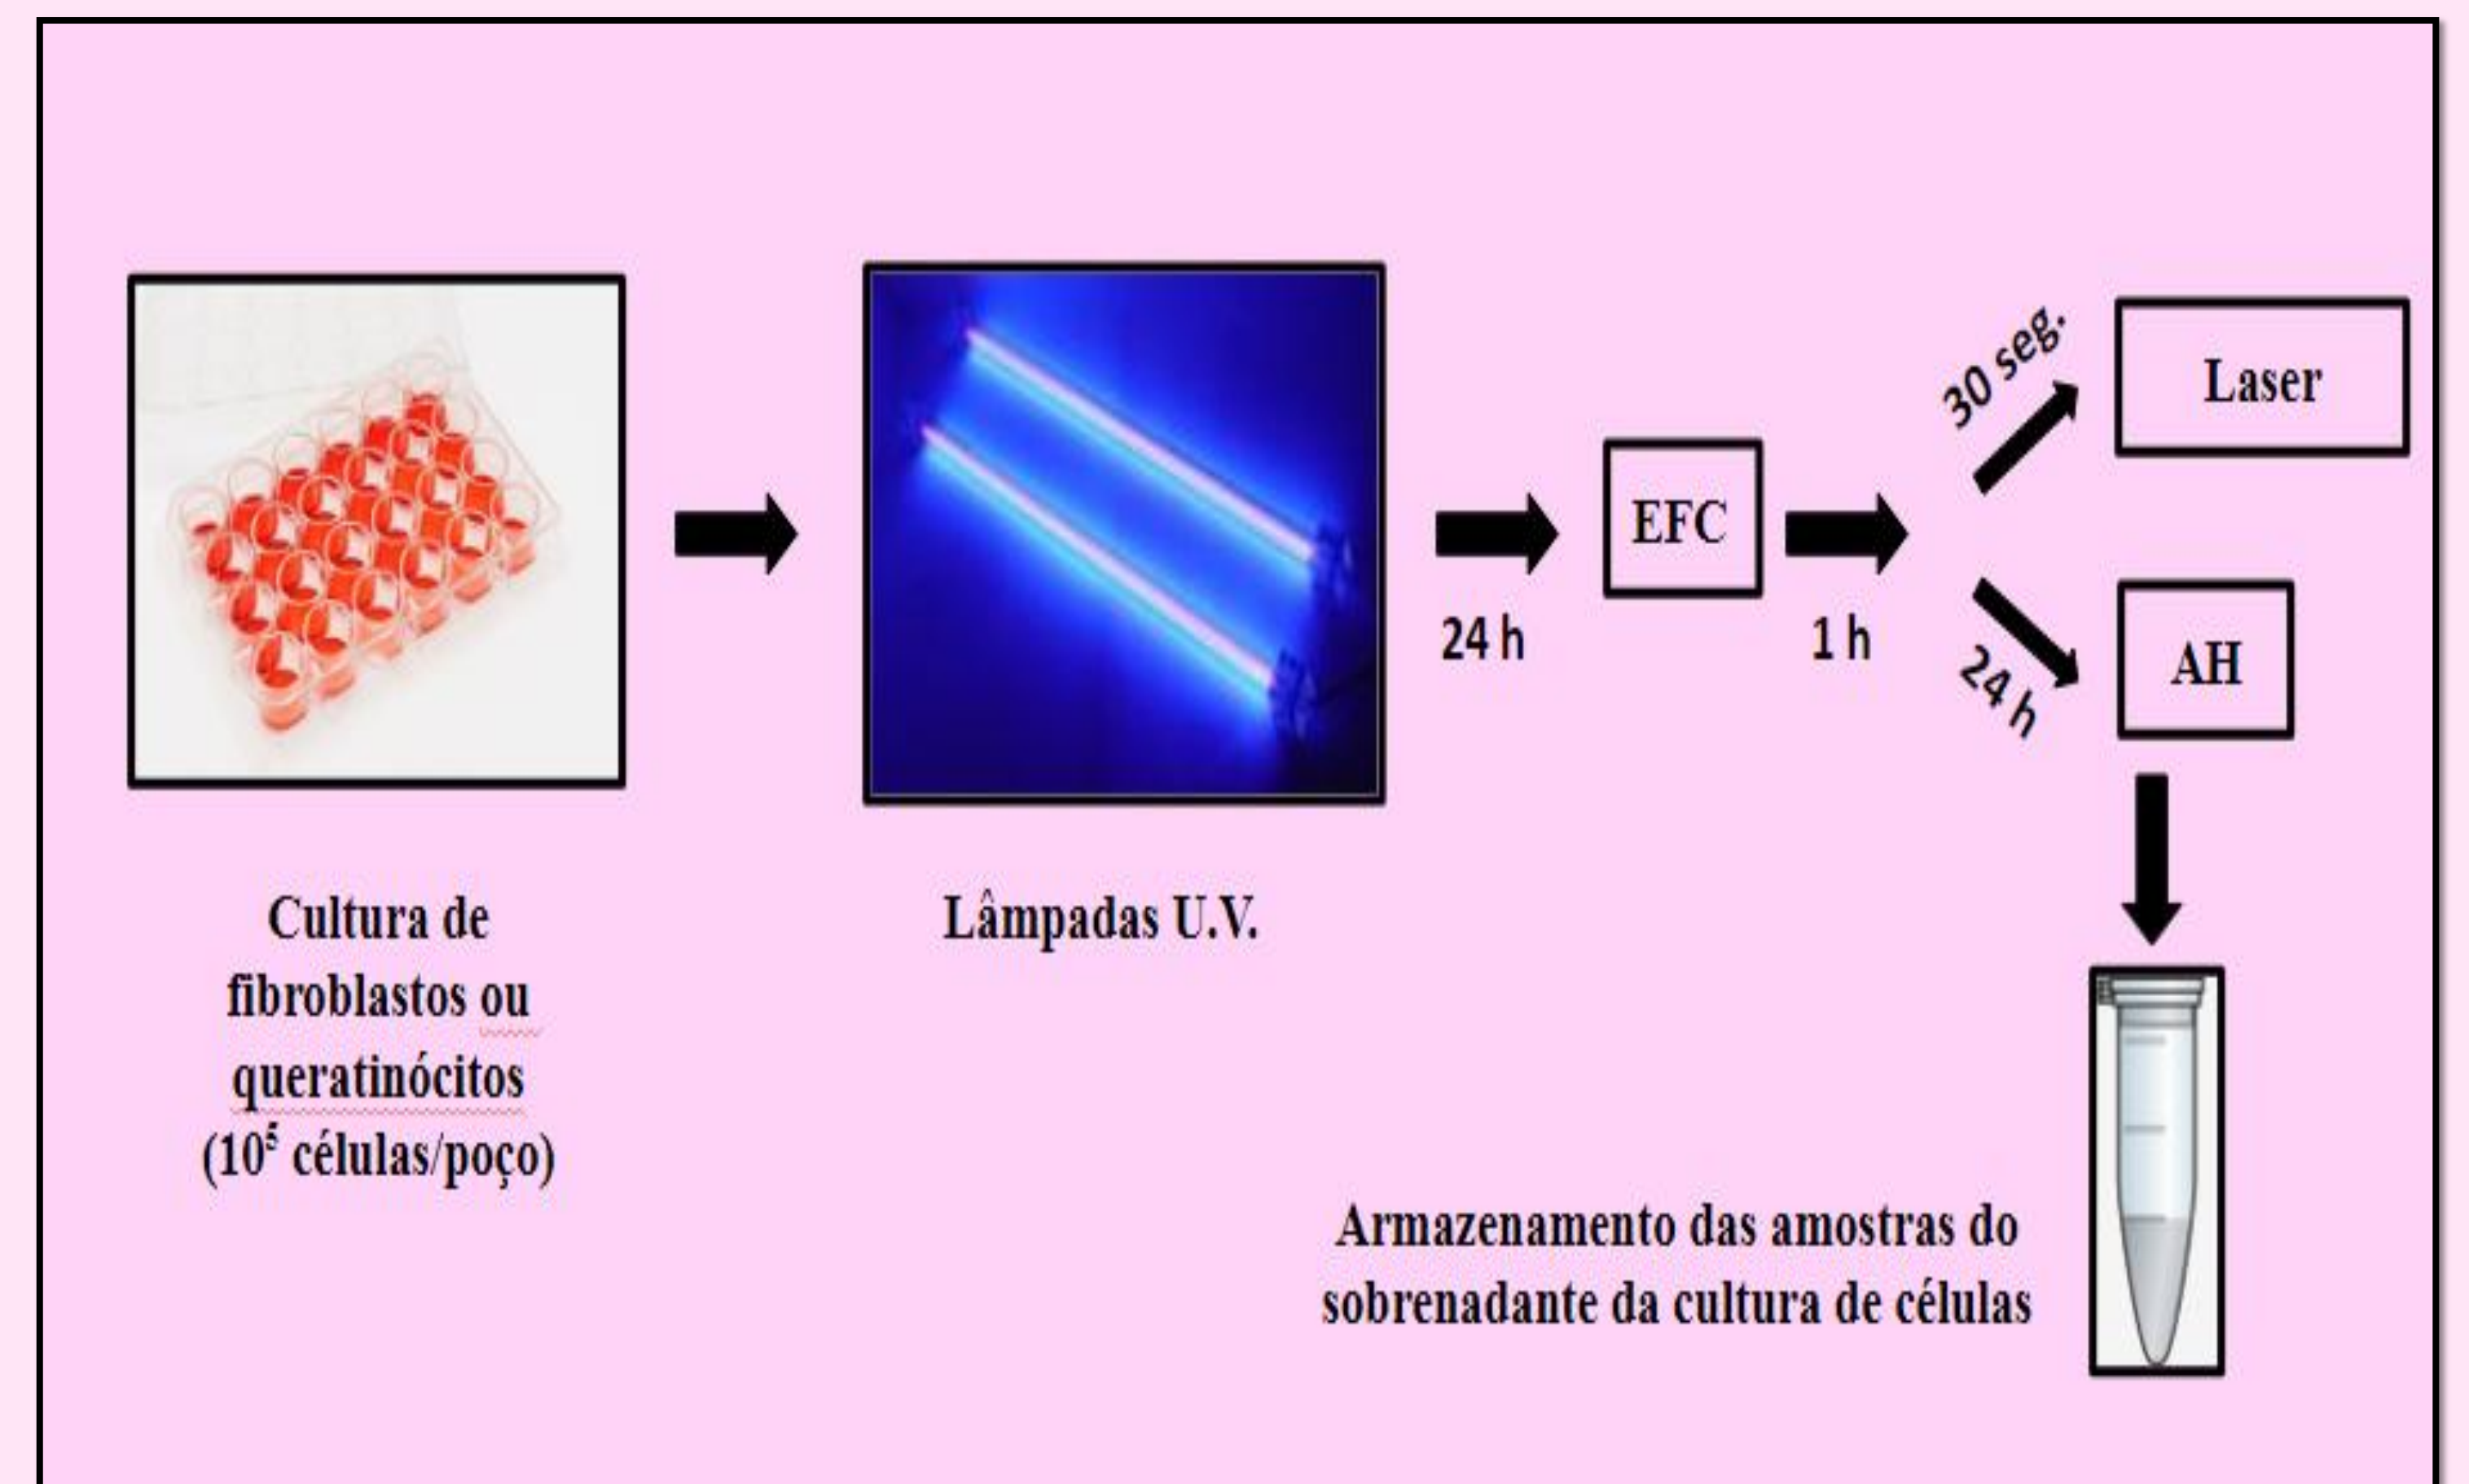 Cultura de
fibroblastos ou
queratinócitos
(10⁵ células/poço)
Lâmpadas U.V.
24 h
EFC
1 h
30 seg.
Laser
24 h
AH
Armazenamento das amostras do
sobrenadante da cultura de células